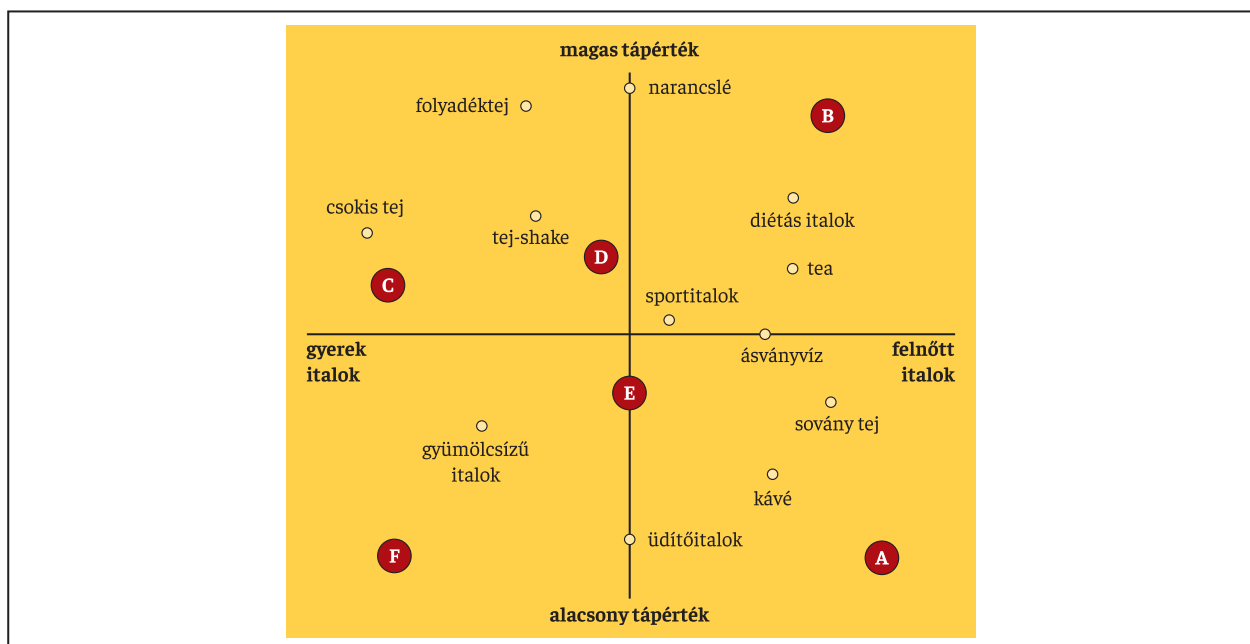 magas tápérték
narancslé
folyadéktej
B
csokis tej
diétás italok
tej-shake
D
tea
C
sportitalok
gyerek
italok
ásványvíz
felnőtt
italok
E
sovány tej
gyümölcsízű
italok
kávé
üdítőitalok
F
A
alacsony tápérték